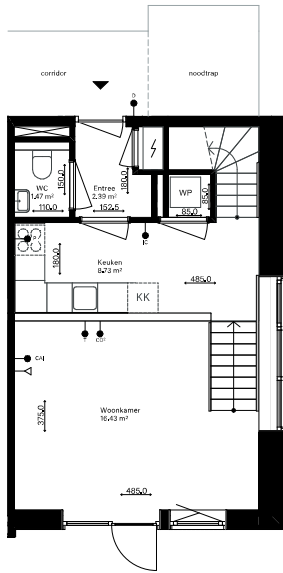 corridor
noodtrap
D
WC
1.47 m²
110.0
150.0
Entree
2.39 m²
152.5
180.0
WP
85.0
85.0
Keuken
8.73 m²
180.0
485.0
KK
T
CO²
CAI
Woonkamer
16.43 m²
375.0
485.0